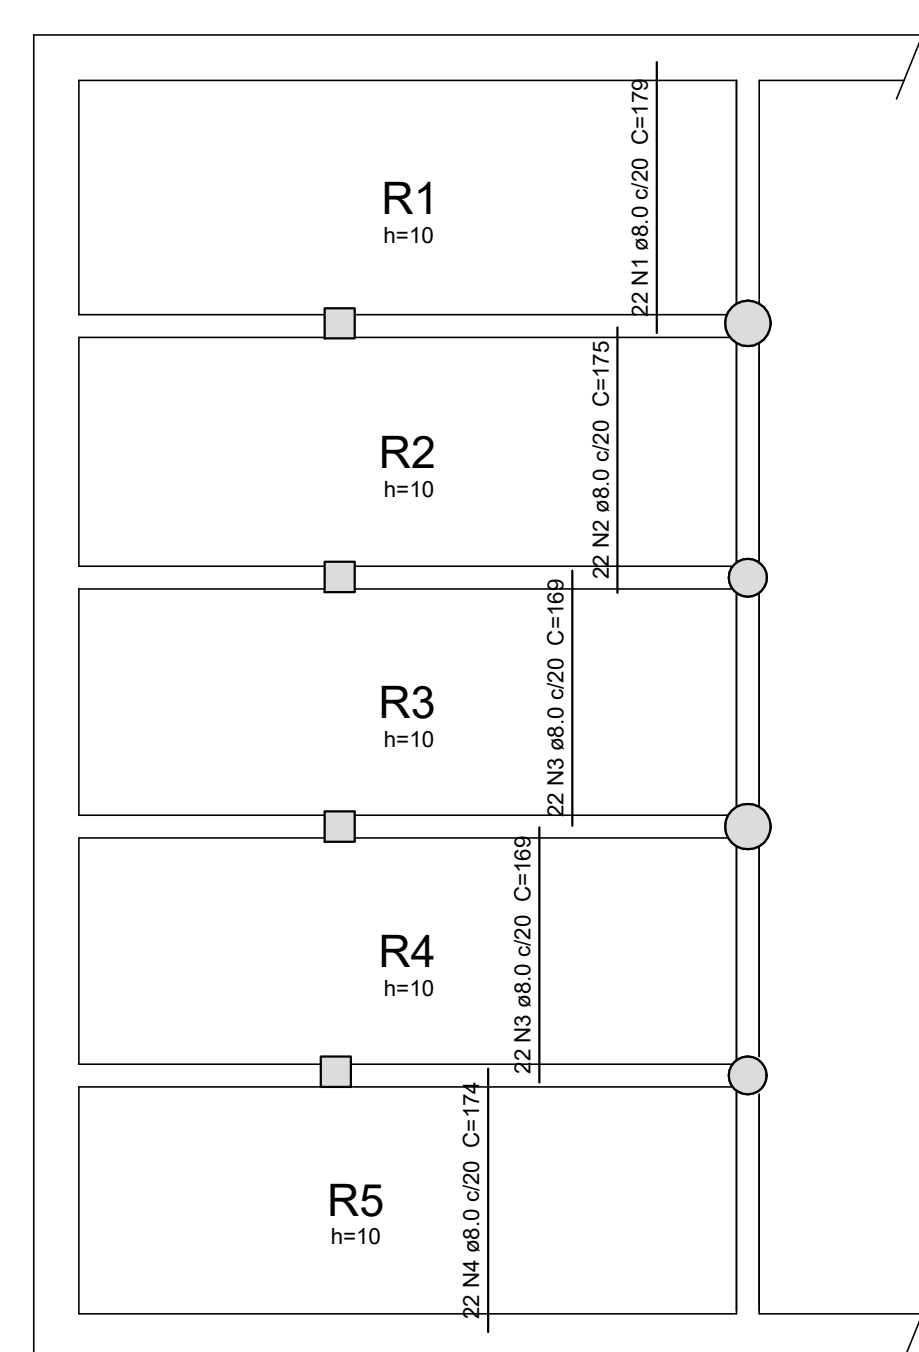 22 N1 ø8.0 c/20 C=179
R1
h=10
22 N2 ø8.0 c/20 C=175
R2
h=10
22 N3 ø8.0 c/20 C=169
R3
h=10
22 N3 ø8.0 c/20 C=169
R4
h=10
22 N4 ø8.0 c/20 C=174
R5
h=10